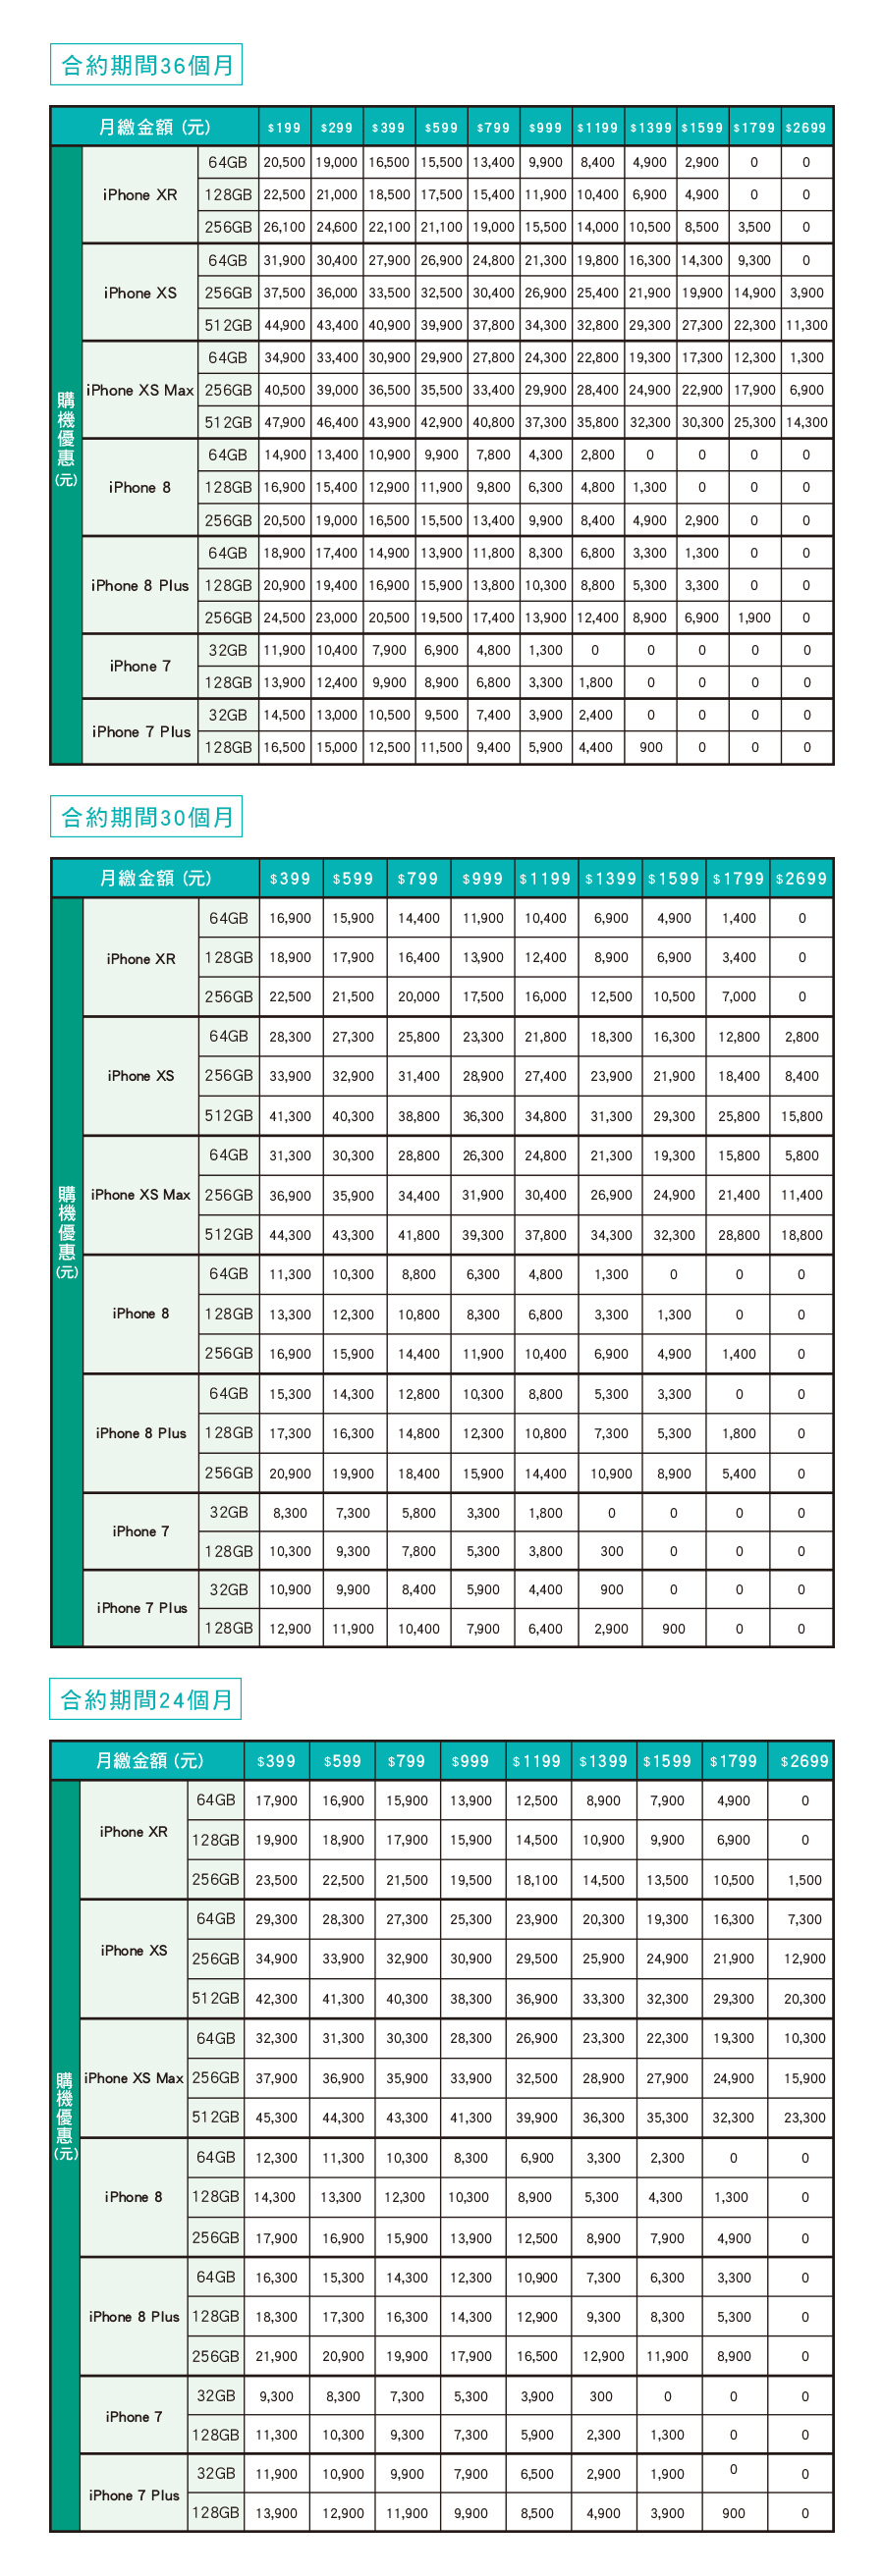 合約期間36個月
月繳金額 (元) $199 $299 $399 $599 $799 $999 $1199 $1399 $1599 $1799 $2699
購機優惠(元)
iPhone XR
64GB 20,500 19,000 16,500 15,500 13,400 9,900 8,400 4,900 2,900 0 0
128GB 22,500 21,000 18,500 17,500 15,400 11,900 10,400 6,900 4,900 0 0
256GB 26,100 24,600 22,100 21,100 19,000 15,500 14,000 10,500 8,500 3,500 0
iPhone XS
64GB 31,900 30,400 27,900 26,900 24,800 21,300 19,800 16,300 14,300 9,300 0
256GB 37,500 36,000 33,500 32,500 30,400 26,900 25,400 21,900 19,900 14,900 3,900
512GB 44,900 43,400 40,900 39,900 37,800 34,300 32,800 29,300 27,300 22,300 11,300
iPhone XS Max
64GB 34,900 33,400 30,900 29,900 27,800 24,300 22,800 19,300 17,300 12,300 1,300
256GB 40,500 39,000 36,500 35,500 33,400 29,900 28,400 24,900 22,900 17,900 6,900
512GB 47,900 46,400 43,900 42,900 40,800 37,300 35,800 32,300 30,300 25,300 14,300
iPhone 8
64GB 14,900 13,400 10,900 9,900 7,800 4,300 2,800 0 0 0 0
128GB 16,900 15,400 12,900 11,900 9,800 6,300 4,800 1,300 0 0 0
256GB 20,500 19,000 16,500 15,500 13,400 9,900 8,400 4,900 2,900 0 0
iPhone 8 Plus
64GB 18,900 17,400 14,900 13,900 11,800 8,300 6,800 3,300 1,300 0 0
128GB 20,900 19,400 16,900 15,900 13,800 10,300 8,800 5,300 3,300 0 0
256GB 24,500 23,000 20,500 19,500 17,400 13,900 12,400 8,900 6,900 1,900 0
iPhone 7
32GB 11,900 10,400 7,900 6,900 4,800 1,300 0 0 0 0 0
128GB 13,900 12,400 9,900 8,900 6,800 3,300 1,800 0 0 0 0
iPhone 7 Plus
32GB 14,500 13,000 10,500 9,500 7,400 3,900 2,400 0 0 0 0
128GB 16,500 15,000 12,500 11,500 9,400 5,900 4,400 900 0 0 0
合約期間30個月
月繳金額 (元) $399 $599 $799 $999 $1199 $1399 $1599 $1799 $2699
購機優惠(元)
iPhone XR
64GB 16,900 15,900 14,400 11,900 10,400 6,900 4,900 1,400 0
128GB 18,900 17,900 16,400 13,900 12,400 8,900 6,900 3,400 0
256GB 22,500 21,500 20,000 17,500 16,000 12,500 10,500 7,000 0
iPhone XS
64GB 28,300 27,300 25,800 23,300 21,800 18,300 16,300 12,800 2,800
256GB 33,900 32,900 31,400 28,900 27,400 23,900 21,900 18,400 8,400
512GB 41,300 40,300 38,800 36,300 34,800 31,300 29,300 25,800 15,800
iPhone XS Max
64GB 31,300 30,300 28,800 26,300 24,800 21,300 19,300 15,800 5,800
256GB 36,900 35,900 34,400 31,900 30,400 26,900 24,900 21,400 11,400
512GB 44,300 43,300 41,800 39,300 37,800 34,300 32,300 28,800 18,800
iPhone 8
64GB 11,300 10,300 8,800 6,300 4,800 1,300 0 0 0
128GB 13,300 12,300 10,800 8,300 6,800 3,300 1,300 0 0
256GB 16,900 15,900 14,400 11,900 10,400 6,900 4,900 1,400 0
iPhone 8 Plus
64GB 15,300 14,300 12,800 10,300 8,800 5,300 3,300 0 0
128GB 17,300 16,300 14,800 12,300 10,800 7,300 5,300 1,800 0
256GB 20,900 19,900 18,400 15,900 14,400 10,900 8,900 5,400 0
iPhone 7
32GB 8,300 7,300 5,800 3,300 1,800 0 0 0 0
128GB 10,300 9,300 7,800 5,300 3,800 300 0 0 0
iPhone 7 Plus
32GB 10,900 9,900 8,400 5,900 4,400 900 0 0 0
128GB 12,900 11,900 10,400 7,900 6,400 2,900 900 0 0
合約期間24個月
月繳金額 (元) $399 $599 $799 $999 $1199 $1399 $1599 $1799 $2699
購機優惠(元)
iPhone XR
64GB 17,900 16,900 15,900 13,900 12,500 8,900 7,900 4,900 0
128GB 19,900 18,900 17,900 15,900 14,500 10,900 9,900 6,900 0
256GB 23,500 22,500 21,500 19,500 18,100 14,500 13,500 10,500 1,500
iPhone XS
64GB 29,300 28,300 27,300 25,300 23,900 20,300 19,300 16,300 7,300
256GB 34,900 33,900 32,900 30,900 29,500 25,900 24,900 21,900 12,900
512GB 42,300 41,300 40,300 38,300 36,900 33,300 32,300 29,300 20,300
iPhone XS Max
64GB 32,300 31,300 30,300 28,300 26,900 23,300 22,300 19,300 10,300
256GB 37,900 36,900 35,900 33,900 32,500 28,900 27,900 24,900 15,900
512GB 45,300 44,300 43,300 41,300 39,900 36,300 35,300 32,300 23,300
iPhone 8
64GB 12,300 11,300 10,300 8,300 6,900 3,300 2,300 0 0
128GB 14,300 13,300 12,300 10,300 8,900 5,300 4,300 1,300 0
256GB 17,900 16,900 15,900 13,900 12,500 8,900 7,900 4,900 0
iPhone 8 Plus
64GB 16,300 15,300 14,300 12,300 10,900 7,300 6,300 3,300 0
128GB 18,300 17,300 16,300 14,300 12,900 9,300 8,300 5,300 0
256GB 21,900 20,900 19,900 17,900 16,500 12,900 11,900 8,900 0
iPhone 7
32GB 9,300 8,300 7,300 5,300 3,900 300 0 0 0
128GB 11,300 10,300 9,300 7,300 5,900 2,300 1,300 0 0
iPhone 7 Plus
32GB 11,900 10,900 9,900 7,900 6,500 2,900 1,900 0 0
128GB 13,900 12,900 11,900 9,900 8,500 4,900 3,900 900 0